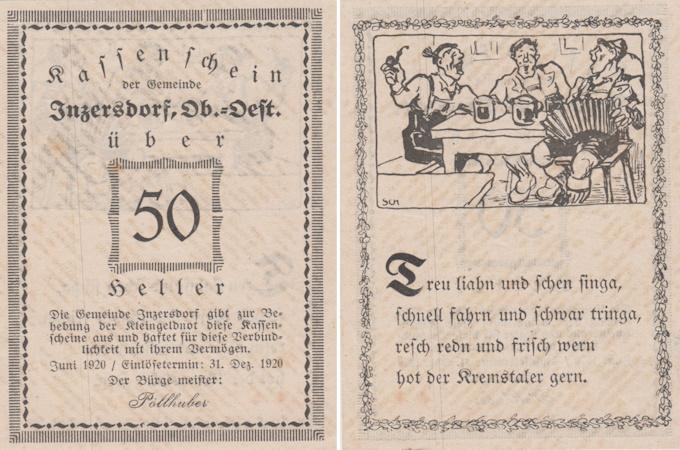 Kassenschein
der Gemeinde
Inzersdorf, Ob.-Oest.
über
50
Heller
Die Gemeinde Inzersdorf gibt zur Be-
hebung der Kleingeldnot diese Kassen-
scheine aus und haftet für diese Verbind-
lichkeit mit ihrem Vermögen.
Juni 1920 / Einlösetermin: 31. Dez. 1920
Der Bürge meister:
Pöllhuber
SCH
Treu liabn und schen singa,
schnell fahrn und schwar tringa,
resch redn und frisch wern
hot der Kremstaler gern.